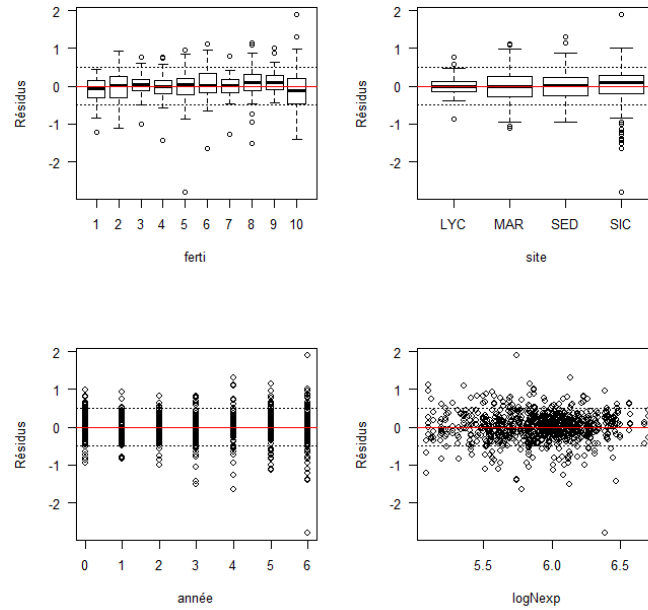 2
1
0
-1
-2
Résidus
1 2 3 4 5 6 7 8 9 10
ferti
2
1
0
-1
-2
Résidus
LYC MAR SED SIC
site
2
1
0
-1
-2
Résidus
0 1 2 3 4 5 6
année
2
1
0
-1
-2
Résidus
5.5 6.0 6.5
logNexp